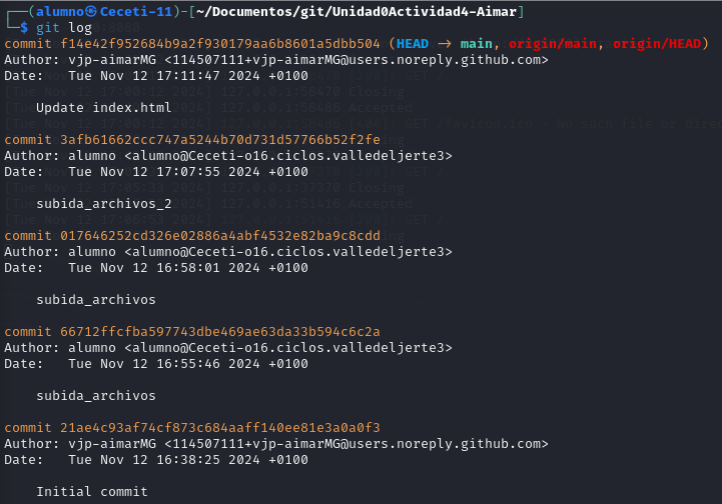 ┌──(alumno㉿Ceceti-11)-[~/Documentos/git/Unidad0Actividad4-Aimar]
└─$ git log
commit f14e42f952684b9a2f930179aa6b8601a5dbb504 (HEAD -> main, origin/main, origin/HEAD)
Author: vjp-aimarMG <114507111+vjp-aimarMG@users.noreply.github.com>
Date:   Tue Nov 12 17:11:47 2024 +0100
Update index.html
commit 3afb61662ccc747a5244b70d731d57766b52f2fe
Author: alumno <alumno@Ceceti-o16.ciclos.valledeljerte3>
Date:   Tue Nov 12 17:07:55 2024 +0100
subida_archivos_2
commit 017646252cd326e02886a4abf4532e82ba9c8cdd
Author: alumno <alumno@Ceceti-o16.ciclos.valledeljerte3>
Date:   Tue Nov 12 16:58:01 2024 +0100
subida_archivos
commit 66712ffcfba597743dbe469ae63da33b594c6c2a
Author: alumno <alumno@Ceceti-o16.ciclos.valledeljerte3>
Date:   Tue Nov 12 16:55:46 2024 +0100
subida_archivos
commit 21ae4c93af74cf873c684aaff140ee81e3a0a0f3
Author: vjp-aimarMG <114507111+vjp-aimarMG@users.noreply.github.com>
Date:   Tue Nov 12 16:38:25 2024 +0100
Initial commit